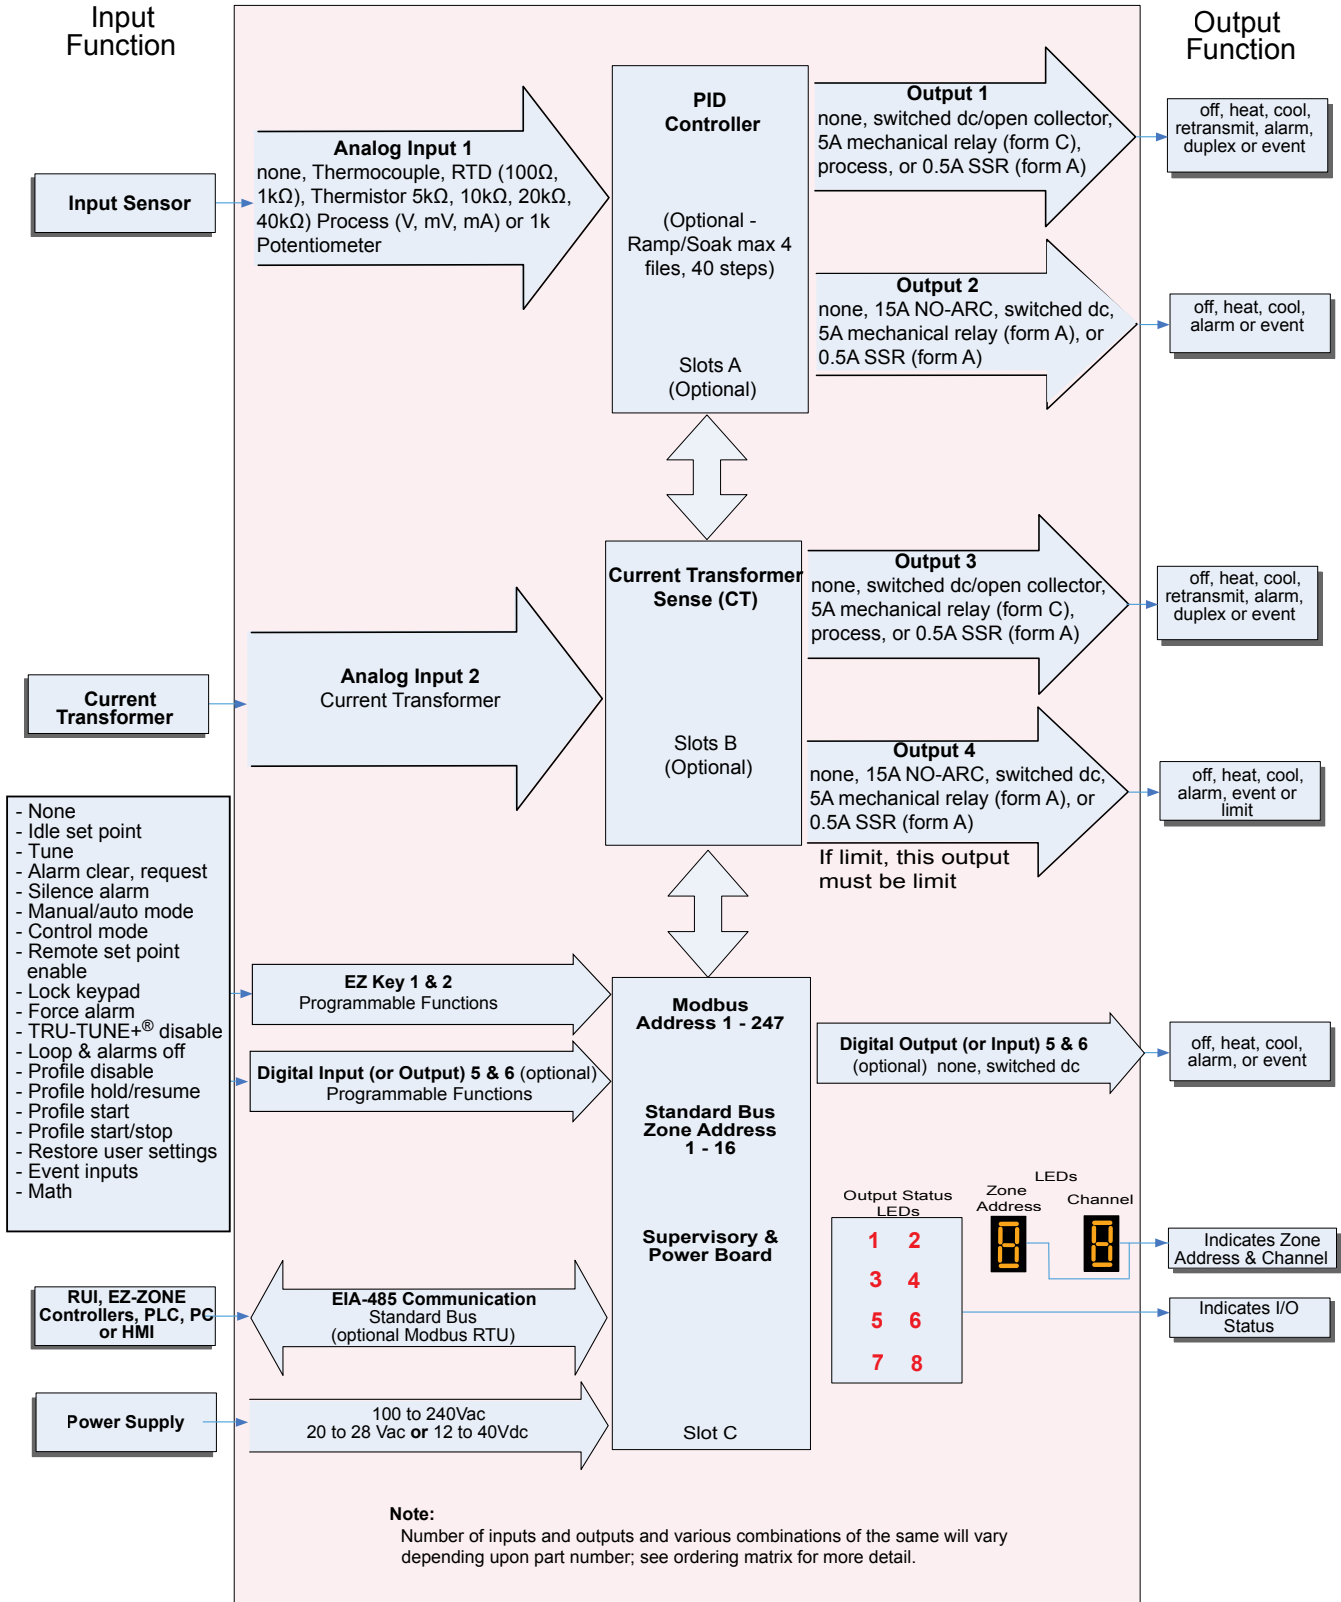 Input
Function
Output
Function
PID
Controller
(Optional -
Ramp/Soak max 4
files, 40 steps)
Slots A
(Optional)
Input Sensor
Analog Input 1
none, Thermocouple, RTD (100Ω,
1kΩ), Thermistor 5kΩ, 10kΩ, 20kΩ,
40kΩ) Process (V, mV, mA) or 1k
Potentiometer
Output 1
none, switched dc/open collector,
5A mechanical relay (form C),
process, or 0.5A SSR (form A)
off, heat, cool,
retransmit, alarm,
duplex or event
Output 2
none, 15A NO-ARC, switched dc,
5A mechanical relay (form A), or
0.5A SSR (form A)
off, heat, cool,
alarm or event
Current Transformer
Sense (CT)
Slots B
(Optional)
Current
Transformer
Analog Input 2
Current Transformer
Output 3
none, switched dc/open collector,
5A mechanical relay (form C),
process, or 0.5A SSR (form A)
off, heat, cool,
retransmit, alarm,
duplex or event
Output 4
none, 15A NO-ARC, switched dc,
5A mechanical relay (form A), or
0.5A SSR (form A)
If limit, this output
must be limit
off, heat, cool,
alarm, event or
limit
- None
- Idle set point
- Tune
- Alarm clear, request
- Silence alarm
- Manual/auto mode
- Control mode
- Remote set point
enable
- Lock keypad
- Force alarm
- TRU-TUNE+® disable
- Loop & alarms off
- Profile disable
- Profile hold/resume
- Profile start
- Profile start/stop
- Restore user settings
- Event inputs
- Math
EZ Key 1 & 2
Programmable Functions
Digital Input (or Output) 5 & 6 (optional)
Programmable Functions
Modbus
Address 1 - 247
Standard Bus
Zone Address
1 - 16
Supervisory &
Power Board
Slot C
Digital Output (or Input) 5 & 6
(optional) none, switched dc
off, heat, cool,
alarm, or event
Output Status
LEDs
1 2
3 4
5 6
7 8
LEDs
Zone
Address
Channel
8 8
Indicates Zone
Address & Channel
Indicates I/O
Status
RUI, EZ-ZONE
Controllers, PLC, PC
or HMI
EIA-485 Communication
Standard Bus
(optional Modbus RTU)
Power Supply
100 to 240Vac
20 to 28 Vac or 12 to 40Vdc
Note:
Number of inputs and outputs and various combinations of the same will vary
depending upon part number; see ordering matrix for more detail.